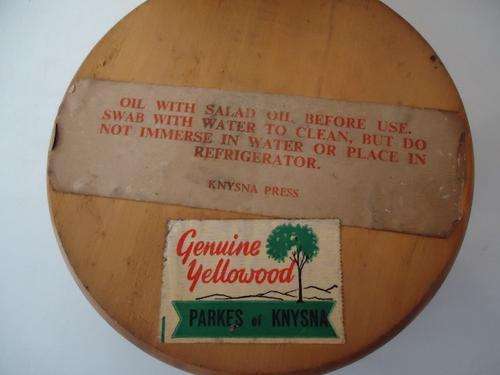 OIL WITH SALAD OIL BEFORE USE.
SWAB WITH WATER TO CLEAN, BUT DO
NOT IMMERSE IN WATER OR PLACE IN
REFRIGERATOR.
KNYSNA PRESS
Genuine
Yellowood
PARKES of KNYSNA